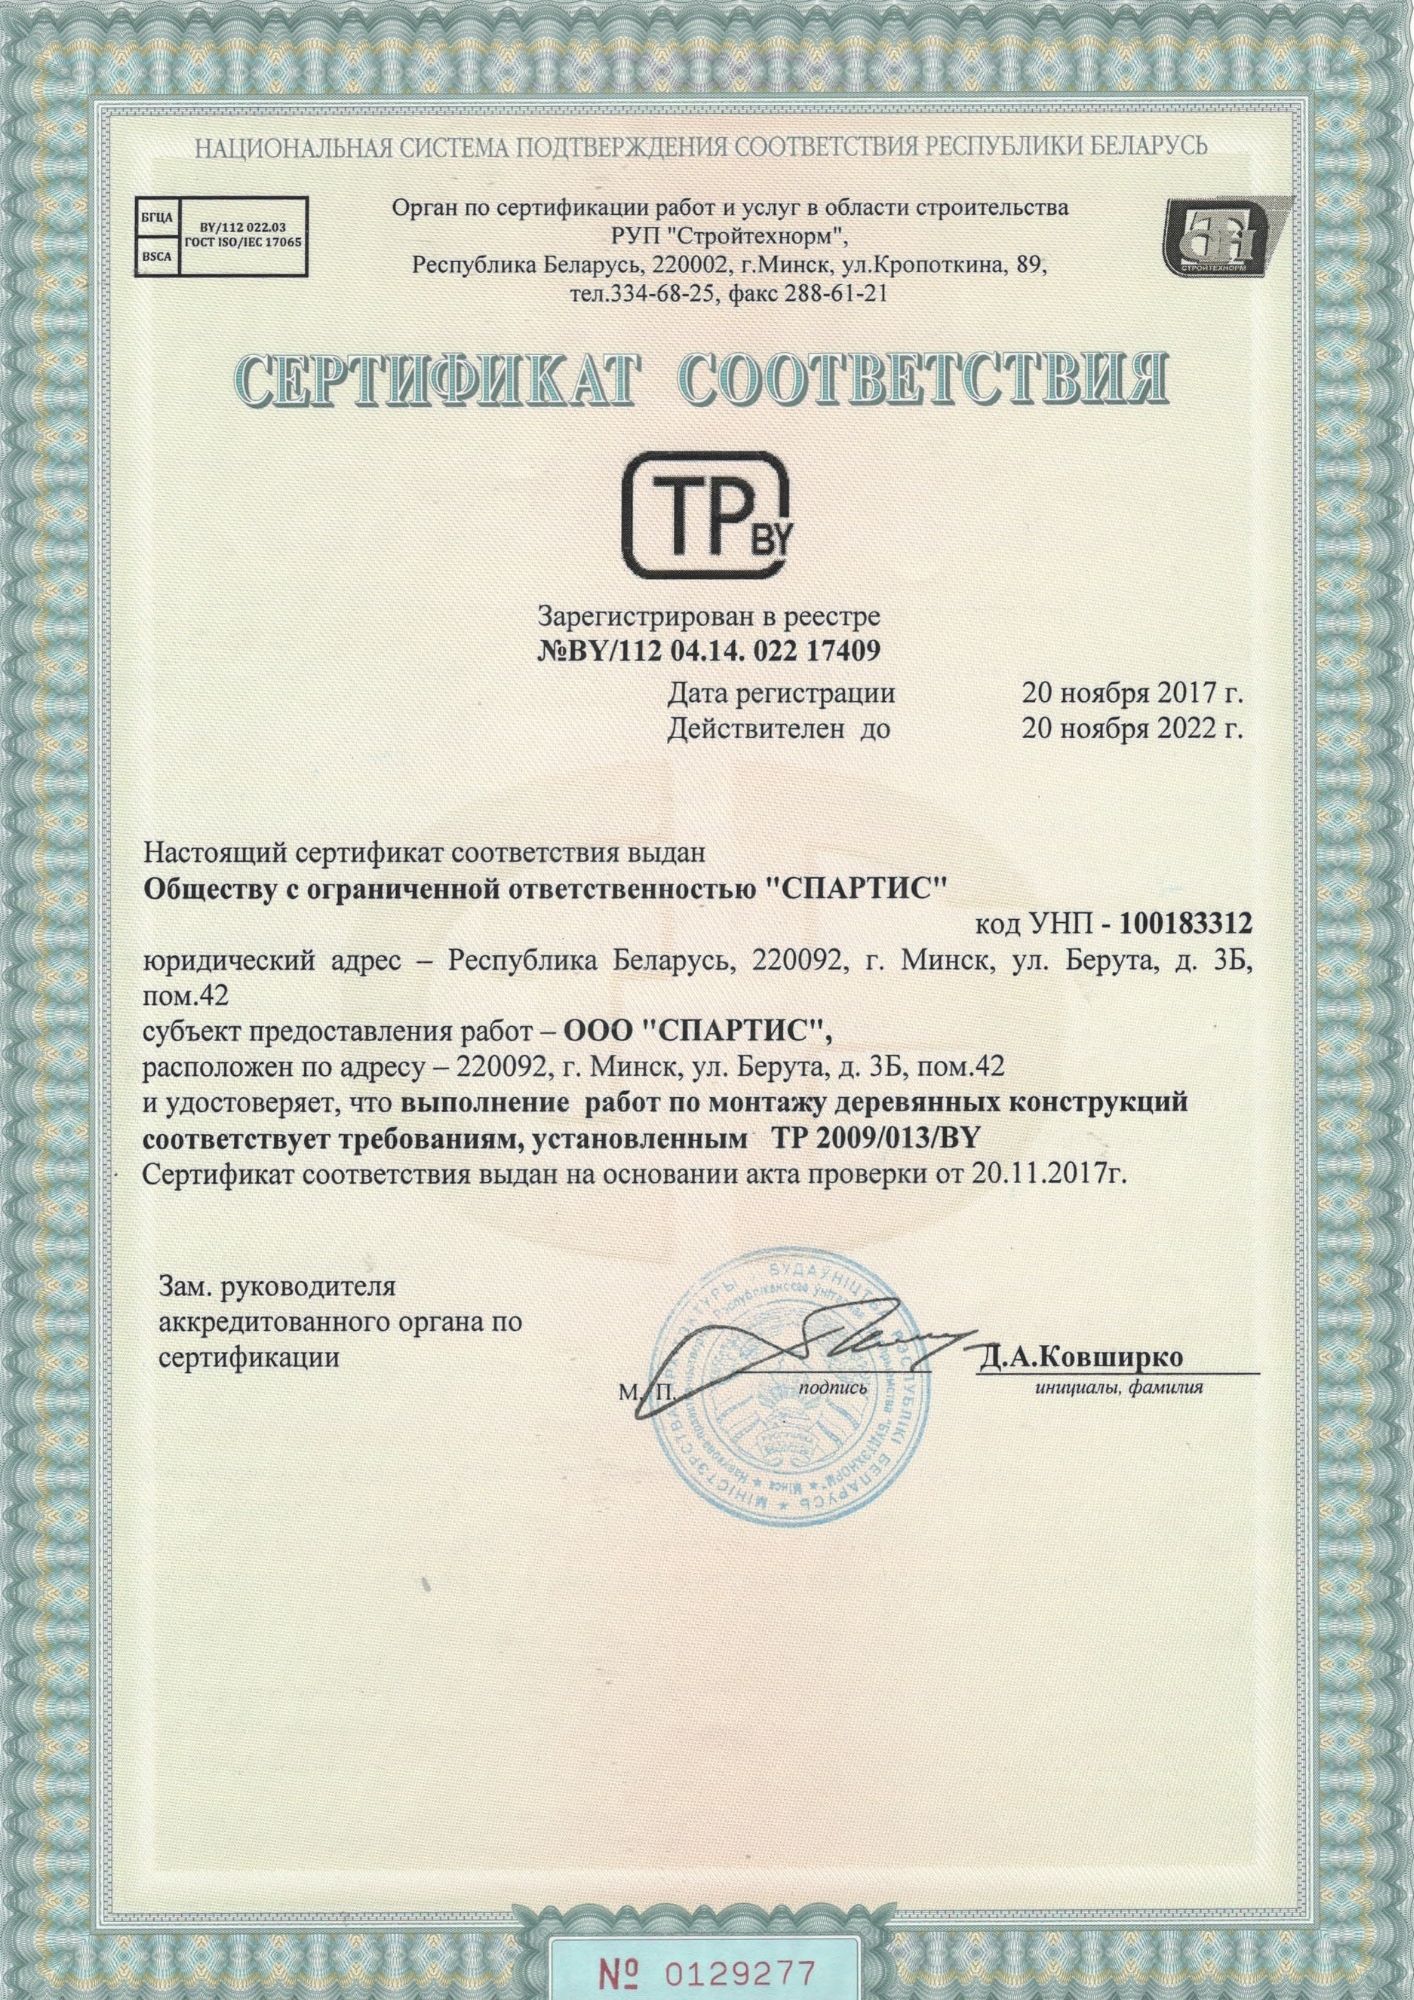 НАЦИОНАЛЬНАЯ СИСТЕМА ПОДТВЕРЖДЕНИЯ СООТВЕТСТВИЯ РЕСПУБЛИКИ БЕЛАРУСЬ
БГЦА
BSCA
BY/112 022.03
ГОСТ ISO/IEC 17065
Орган по сертификации работ и услуг в области строительства
РУП "Стройтехнорм",
Республика Беларусь, 220002, г.Минск, ул.Кропоткина, 89,
тел.334-68-25, факс 288-61-21
СТН
СТРОЙТЕХНОРМ
СЕРТИФИКАТ СООТВЕТСТВИЯ
ТР BY
Зарегистрирован в реестре
№BY/112 04.14. 022 17409
Дата регистрации 20 ноября 2017 г.
Действителен до 20 ноября 2022 г.
Настоящий сертификат соответствия выдан
Обществу с ограниченной ответственностью "СПАРТИС"
код УНП - 100183312
юридический адрес – Республика Беларусь, 220092, г. Минск, ул. Берута, д. 3Б,
пом.42
субъект предоставления работ – ООО "СПАРТИС",
расположен по адресу – 220092, г. Минск, ул. Берута, д. 3Б, пом.42
и удостоверяет, что выполнение работ по монтажу деревянных конструкций
соответствует требованиям, установленным ТР 2009/013/BY
Сертификат соответствия выдан на основании акта проверки от 20.11.2017г.
Зам. руководителя
аккредитованного органа по
сертификации
М. П.
подпись
Д.А.Ковширко
инициалы, фамилия
№ 0129277